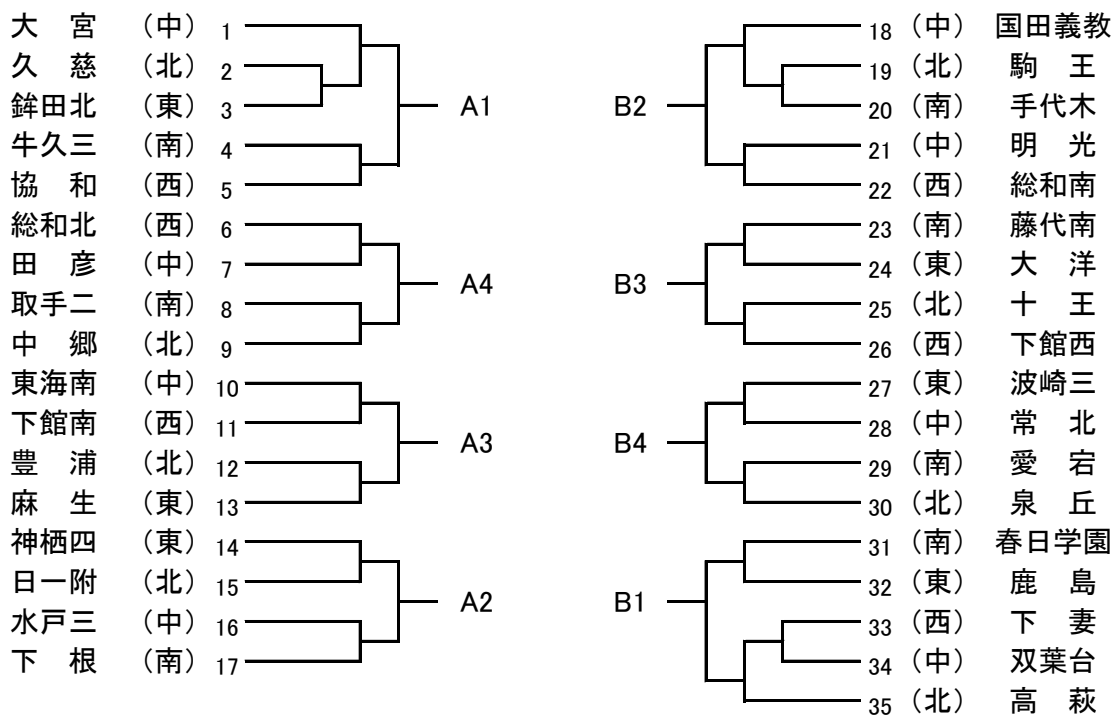 大　宮　（中）　1
久　慈　（北）　2
鉾田北　（東）　3
牛久三　（南）　4
協　和　（西）　5
A1
総和北　（西）　6
田　彦　（中）　7
取手二　（南）　8
中　郷　（北）　9
A4
東海南　（中）　10
下館南　（西）　11
豊　浦　（北）　12
麻　生　（東）　13
A3
神栖四　（東）　14
日一附　（北）　15
水戸三　（中）　16
下　根　（南）　17
A2
18　（中）　国田義教
19　（北）　駒　王
20　（南）　手代木
21　（中）　明　光
22　（西）　総和南
B2
23　（南）　藤代南
24　（東）　大　洋
25　（北）　十　王
26　（西）　下館西
B3
27　（東）　波崎三
28　（中）　常　北
29　（南）　愛　宕
30　（北）　泉　丘
B4
31　（南）　春日学園
32　（東）　鹿　島
33　（西）　下　妻
34　（中）　双葉台
35　（北）　高　萩
B1